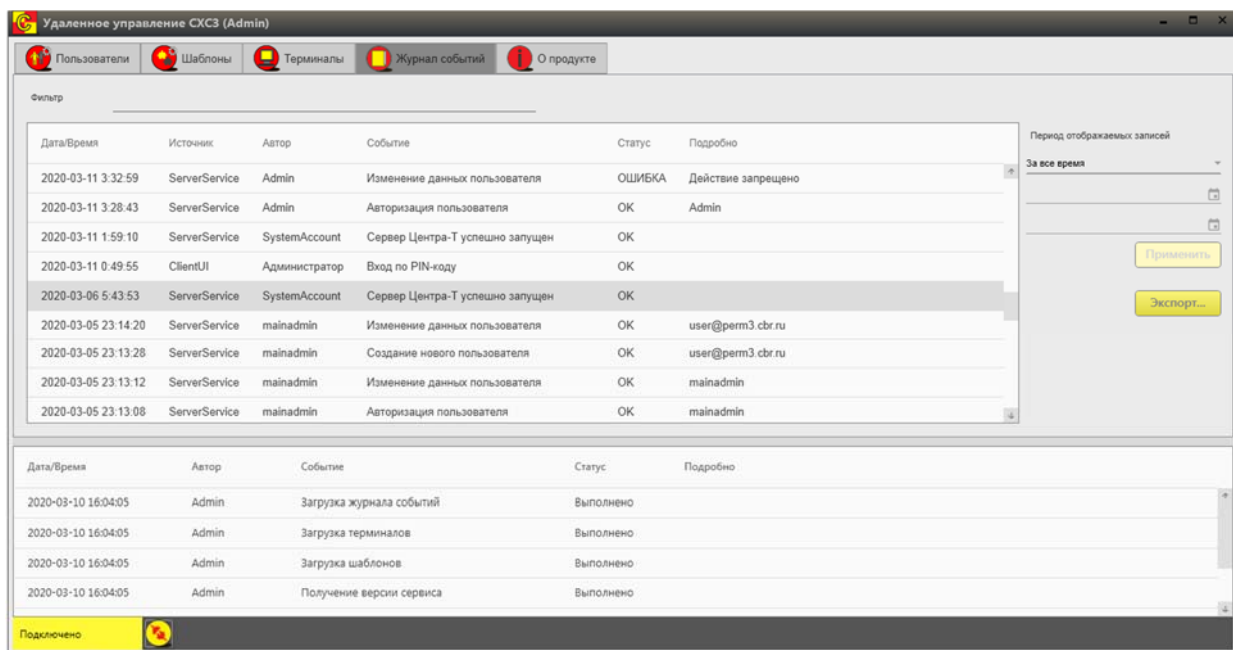 Удаленное управление СХСЗ (Admin)
Пользователи Шаблоны Терминалы Журнал событий О продукте
Фильтр
Дата/Время Источник Автор Событие Статус Подробно
2020-03-11 3:32:59 ServerService Admin Изменение данных пользователя ОШИБКА Действие запрещено
2020-03-11 3:28:43 ServerService Admin Авторизация пользователя OK Admin
2020-03-11 1:59:10 ServerService SystemAccount Сервер Центра-Т успешно запущен OK
2020-03-11 0:49:55 ClientUI Администратор Вход по PIN-коду OK
2020-03-06 5:43:53 ServerService SystemAccount Сервер Центра-Т успешно запущен OK
2020-03-05 23:14:20 ServerService mainadmin Изменение данных пользователя OK user@perm3.cbr.ru
2020-03-05 23:13:28 ServerService mainadmin Создание нового пользователя OK user@perm3.cbr.ru
2020-03-05 23:13:12 ServerService mainadmin Изменение данных пользователя OK mainadmin
2020-03-05 23:13:08 ServerService mainadmin Авторизация пользователя OK mainadmin
Период отображаемых записей
За все время
Применить
Экспорт...
Дата/Время Автор Событие Статус Подробно
2020-03-10 16:04:05 Admin Загрузка журнала событий Выполнено
2020-03-10 16:04:05 Admin Загрузка терминалов Выполнено
2020-03-10 16:04:05 Admin Загрузка шаблонов Выполнено
2020-03-10 16:04:05 Admin Получение версии сервиса Выполнено
Подключено